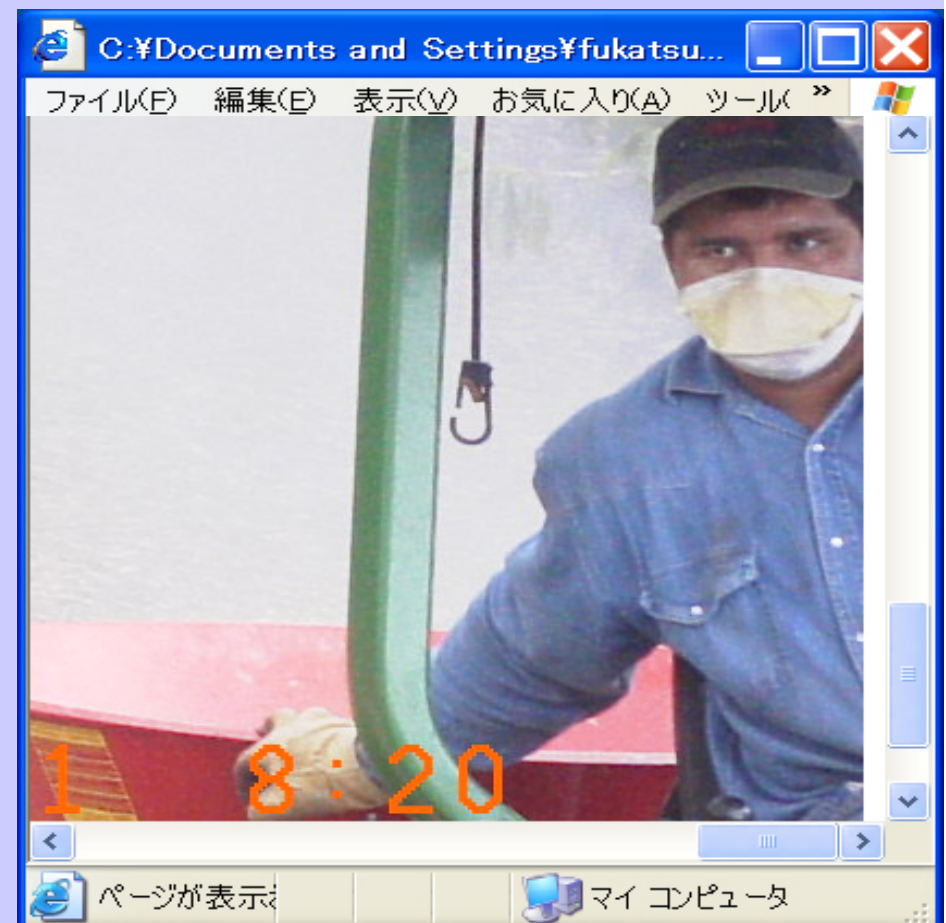 C:¥Documents and Settings¥fukatsu...
ファイル(F) 編集(E) 表示(V) お気に入り(A) ツール( »
1 8:20
ページが表示
マイ コンピュータ